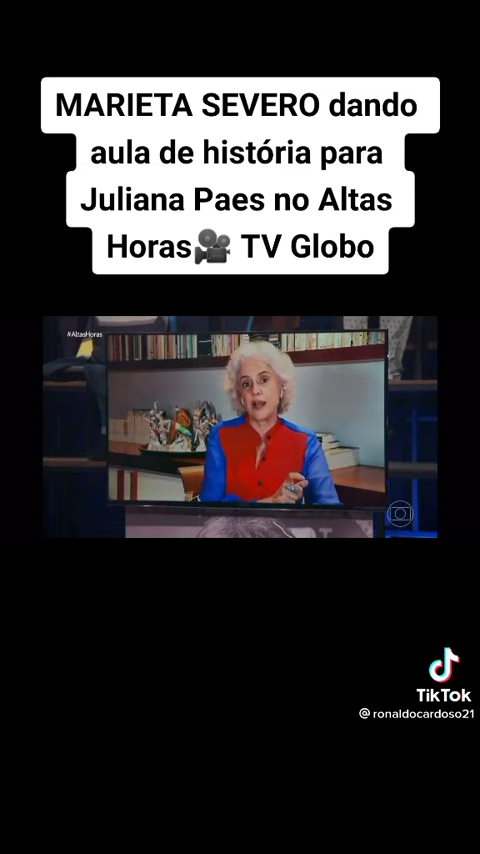 MARIETA SEVERO dando
aula de história para
Juliana Paes no Altas
Horas🎥 TV Globo
#AltasHoras
TikTok
@ronaldocardoso21